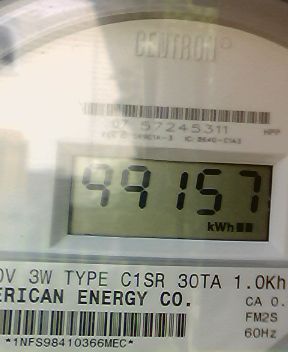 CENTRON®
07 57245311
99157
kWh
0V 3W TYPE C1SR 30TA 1.0Kh
ERICAN ENERGY CO.
CA 0.
FM2S
60Hz
*1NFS98410366MEC*